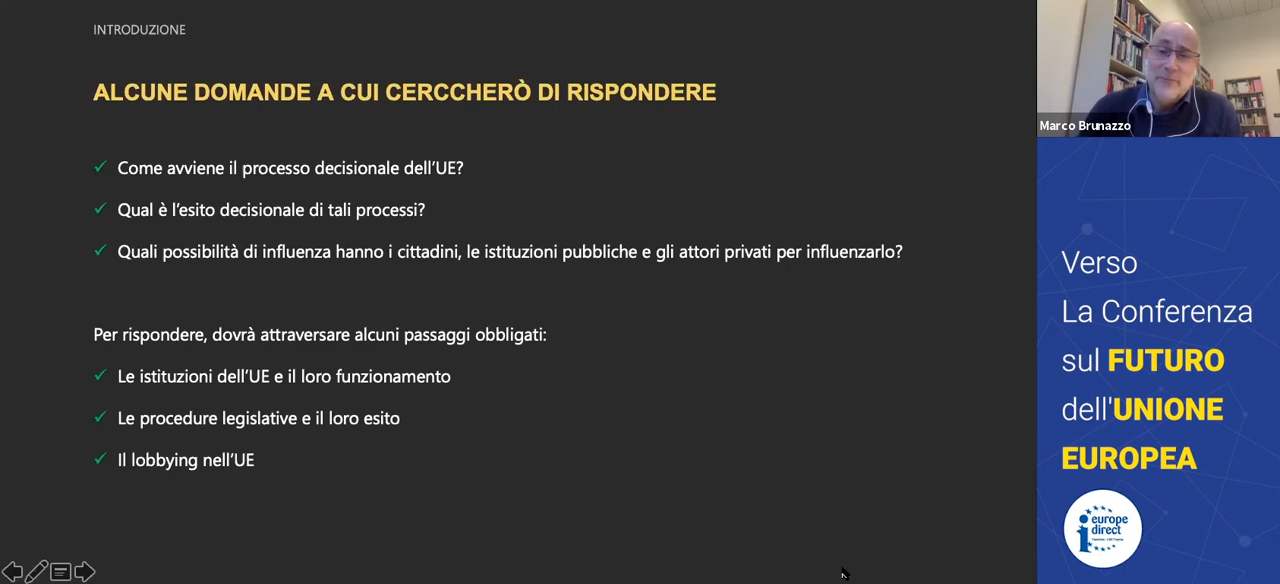 INTRODUZIONE
ALCUNE DOMANDE A CUI CERCCHERÒ DI RISPONDERE
Come avviene il processo decisionale dell'UE?
Qual è l'esito decisionale di tali processi?
Quali possibilità di influenza hanno i cittadini, le istituzioni pubbliche e gli attori privati per influenzarlo?
Per rispondere, dovrà attraversare alcuni passaggi obbligati:
Le istituzioni dell'UE e il loro funzionamento
Le procedure legislative e il loro esito
Il lobbying nell'UE
Marco Brunazzo
Verso
La Conferenza
sul FUTURO
dell'UNIONE
EUROPEA
europe
direct